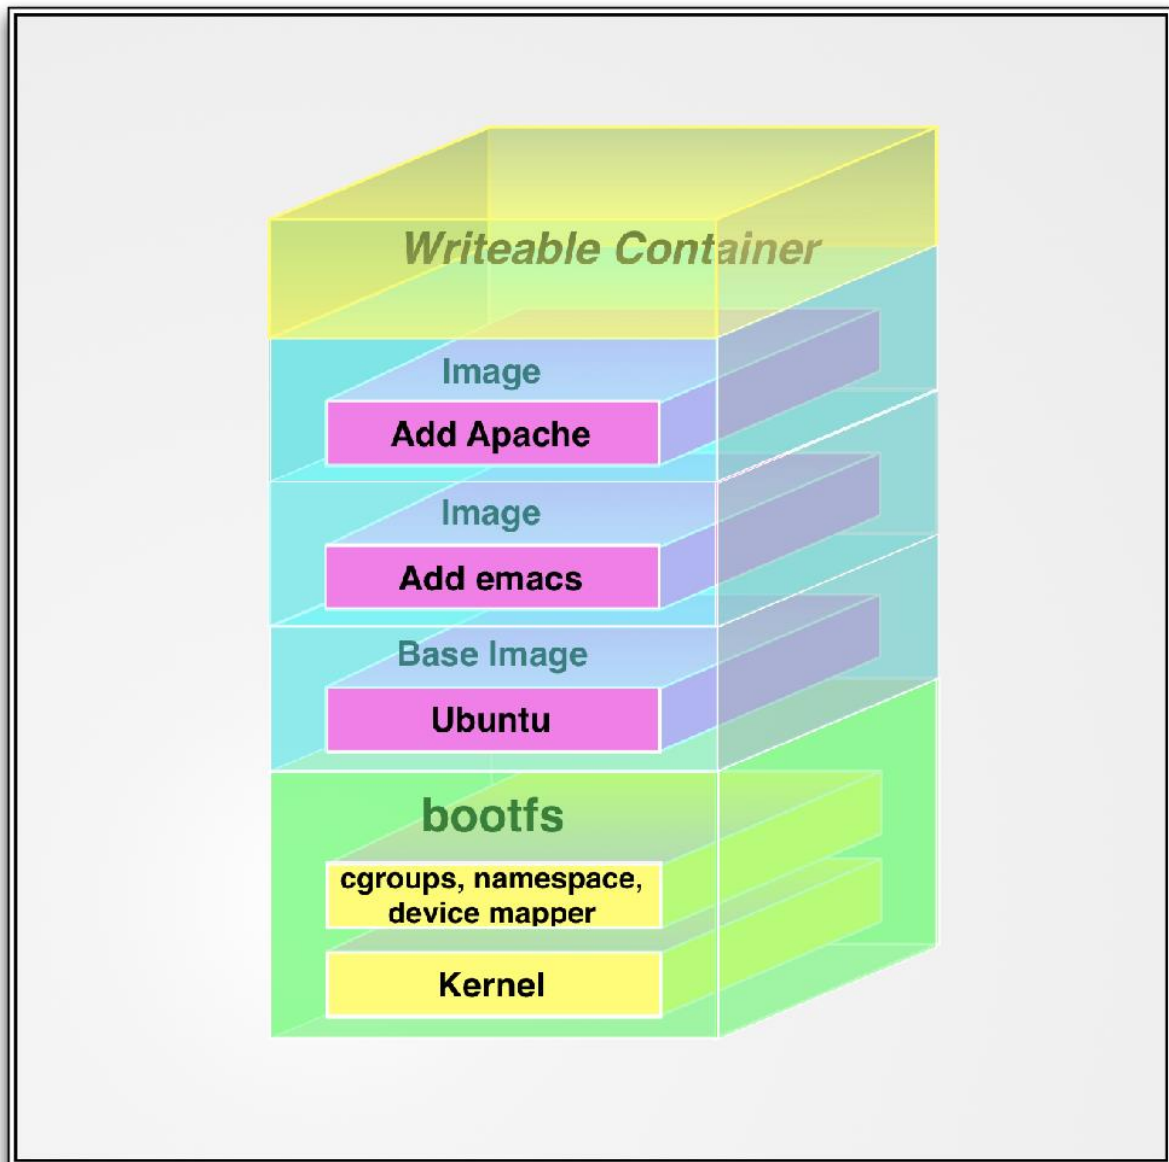 Writeable Container
Image
Add Apache
Image
Add emacs
Base Image
Ubuntu
bootfs
cgroups, namespace,
device mapper
Kernel